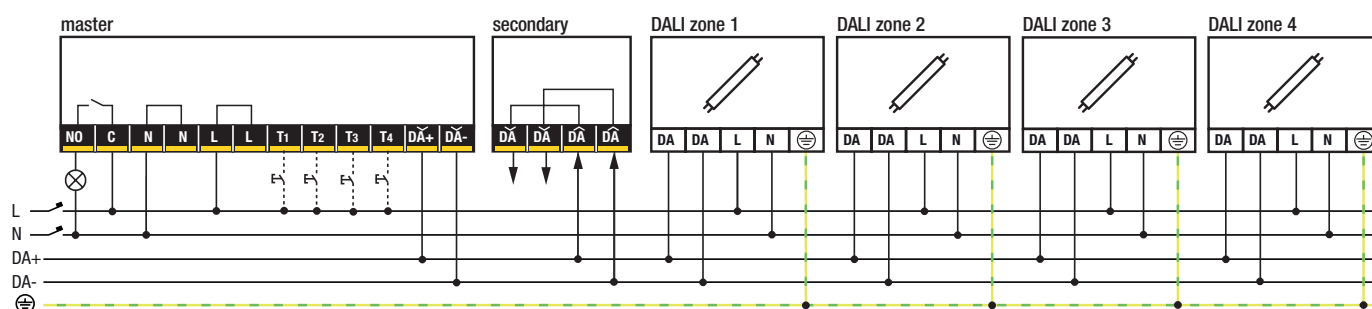 master secondary DALI zone 1 DALI zone 2 DALI zone 3 DALI zone 4
NO C N N L L T1 T2 T3 T4 DA+ DA- DA DA DA DA DA DA L N DA DA L N DA DA L N DA DA L N
L
N
DA+
DA-